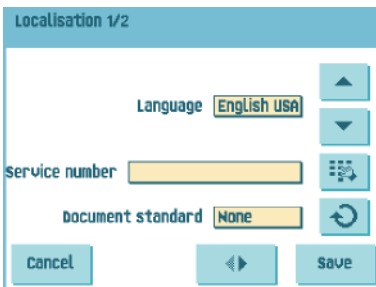 Localisation 1/2
Language English USA
Service number
Document standard None
Cancel
Save